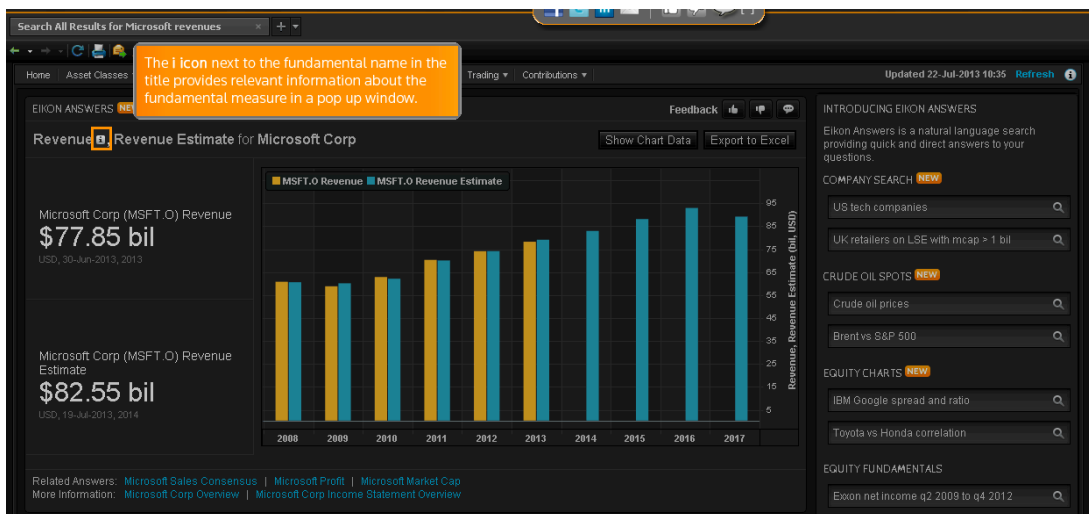 Search All Results for Microsoft revenues
The i icon next to the fundamental name in the
title provides relevant information about the
fundamental measure in a pop up window.
Home Asset Classes Trading Contributions Updated 22-Jul-2013 10:35 Refresh
EIKON ANSWERS Feedback
Revenue, Revenue Estimate for Microsoft Corp Show Chart Data Export to Excel
Microsoft Corp (MSFT.O) Revenue
$77.85 bil
USD, 30-Jun-2013, 2013
Microsoft Corp (MSFT.O) Revenue
Estimate
$82.55 bil
USD, 19-Jul-2013, 2014
MSFT.O Revenue MSFT.O Revenue Estimate
95
85
75
65
55
45
35
25
15
5
Revenue, Revenue Estimate (bil, USD)
2008 2009 2010 2011 2012 2013 2014 2015 2016 2017
Related Answers: Microsoft Sales Consensus | Microsoft Profit | Microsoft Market Cap
More Information: Microsoft Corp Overview | Microsoft Corp Income Statement Overview
INTRODUCING EIKON ANSWERS
Eikon Answers is a natural language search
providing quick and direct answers to your
questions.
COMPANY SEARCH NEW
US tech companies
UK retailers on LSE with mcap > 1 bil
CRUDE OIL SPOTS NEW
Crude oil prices
Brent vs S&P 500
EQUITY CHARTS NEW
IBM Google spread and ratio
Toyota vs Honda correlation
EQUITY FUNDAMENTALS
Exxon net income q2 2009 to q4 2012